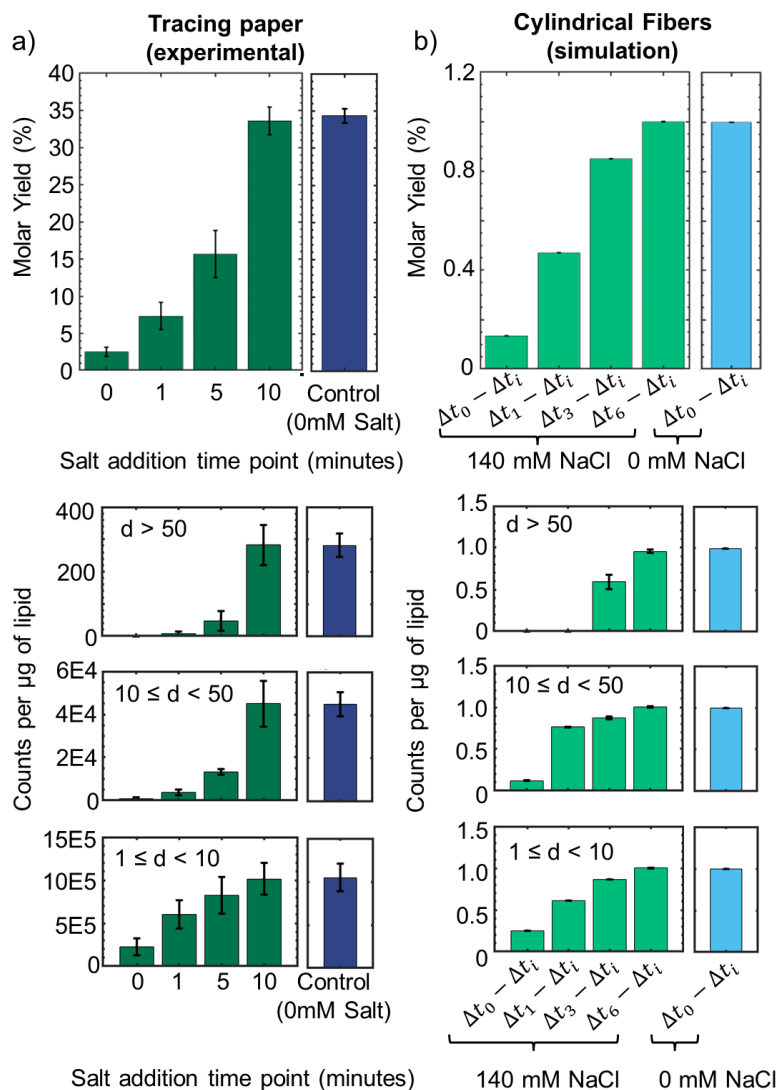 a)
Tracing paper
(experimental)
Molar Yield (%)
40
35
30
25
20
15
10
5
0
0 1 5 10
Control
(0mM Salt)
Salt addition time point (minutes)
b)
Cylindrical Fibers
(simulation)
Molar Yield (%)
1.2
0.8
0.4
0
Δt₀ − Δtᵢ
Δt₁ − Δtᵢ
Δt₃ − Δtᵢ
Δt₆ − Δtᵢ
Δt₀ − Δtᵢ
140 mM NaCl 0 mM NaCl
Counts per µg of lipid
400
200
0
d > 50
6E4
4E4
2E4
0
10 ≤ d < 50
15E5
10E5
5E5
0
1 ≤ d < 10
0 1 5 10
Control
(0mM Salt)
Salt addition time point (minutes)
Counts per µg of lipid
1.5
1.0
0.5
0
d > 50
1.5
1.0
0.5
0
10 ≤ d < 50
1.5
1.0
0.5
0
1 ≤ d < 10
Δt₀ − Δtᵢ
Δt₁ − Δtᵢ
Δt₃ − Δtᵢ
Δt₆ − Δtᵢ
Δt₀ − Δtᵢ
140 mM NaCl 0 mM NaCl